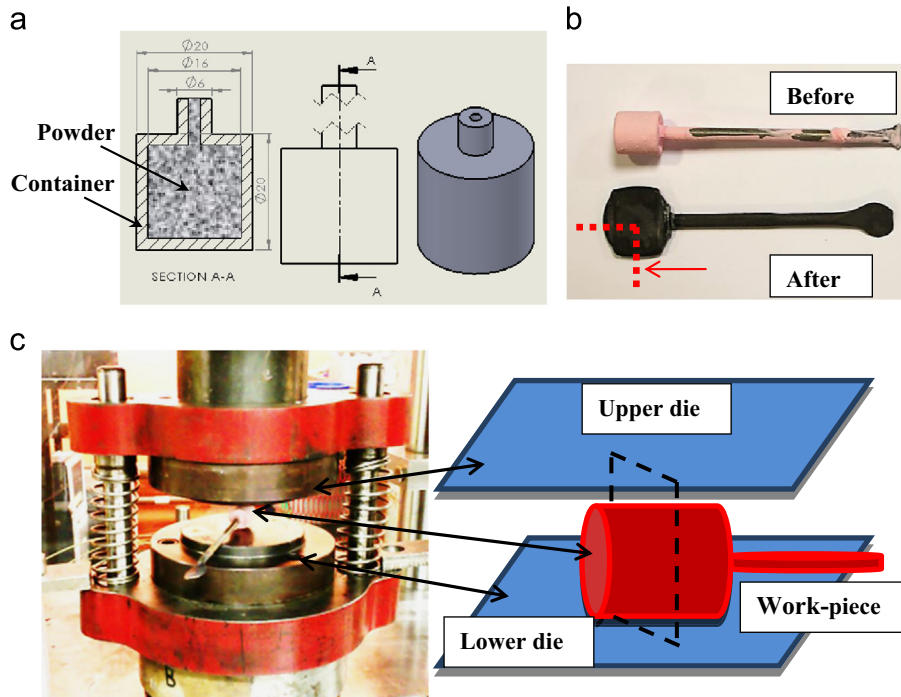 a
Ø20
Ø16
Ø6
Powder
Container
Ø20
SECTION A-A
A
A
b
Before
After
c
B
Upper die
Lower die
Work-piece